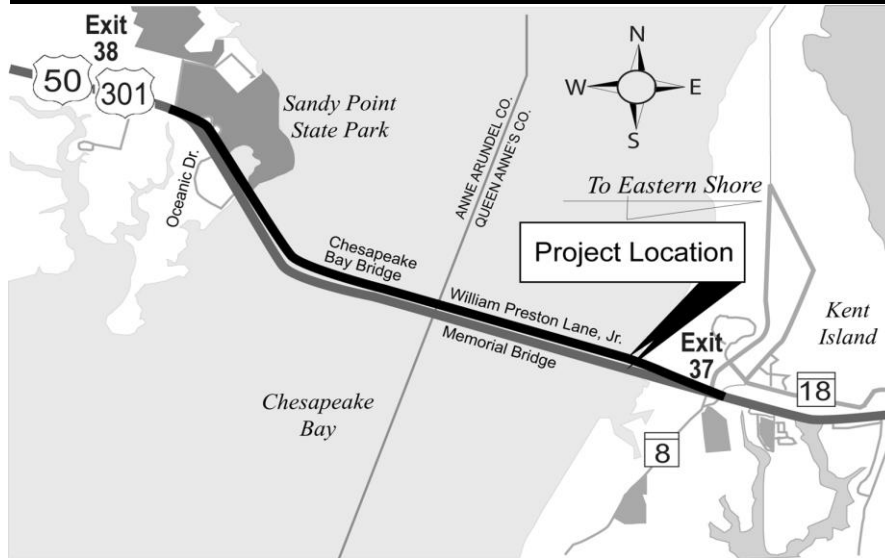 Exit
38
50
301
Sandy Point
State Park
Oceanic Dr.
N
W
E
S
ANNE ARUNDEL CO.
QUEEN ANNE'S CO.
To Eastern Shore
Project Location
Chesapeake
Bay Bridge
William Preston Lane, Jr.
Memorial Bridge
Exit
37
Kent
Island
18
8
Chesapeake
Bay